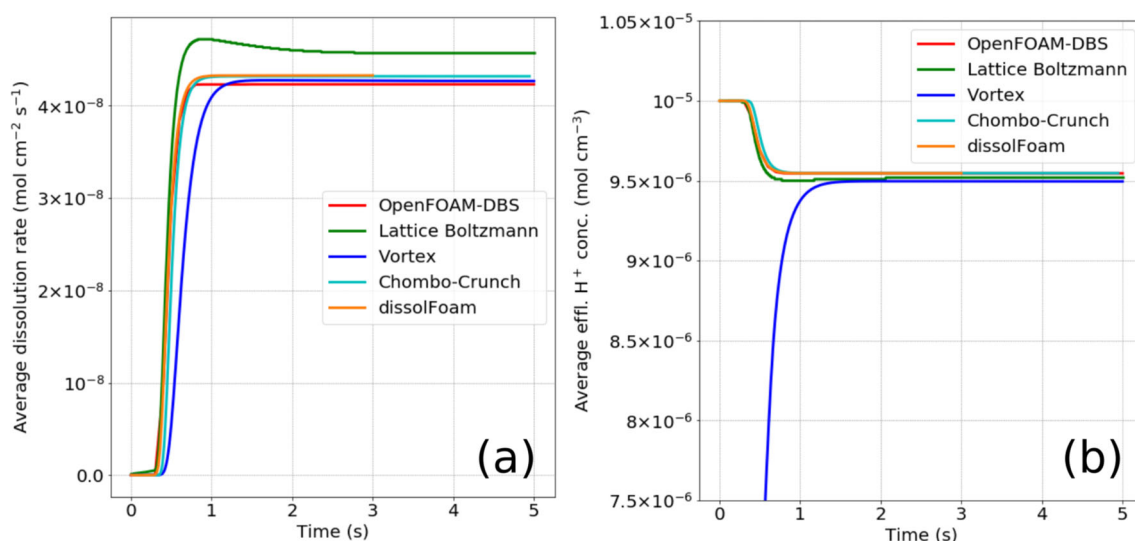 Average dissolution rate (mol cm⁻² s⁻¹)
4×10⁻⁸
3×10⁻⁸
2×10⁻⁸
10⁻⁸
0.0
OpenFOAM-DBS
Lattice Boltzmann
Vortex
Chombo-Crunch
dissolFoam
(a)
0 1 2 3 4 5
Time (s)
Average effl. H⁺ conc. (mol cm⁻³)
1.05×10⁻⁵
10⁻⁵
9.5×10⁻⁶
9×10⁻⁶
8.5×10⁻⁶
8×10⁻⁶
7.5×10⁻⁶
OpenFOAM-DBS
Lattice Boltzmann
Vortex
Chombo-Crunch
dissolFoam
(b)
0 1 2 3 4 5
Time (s)